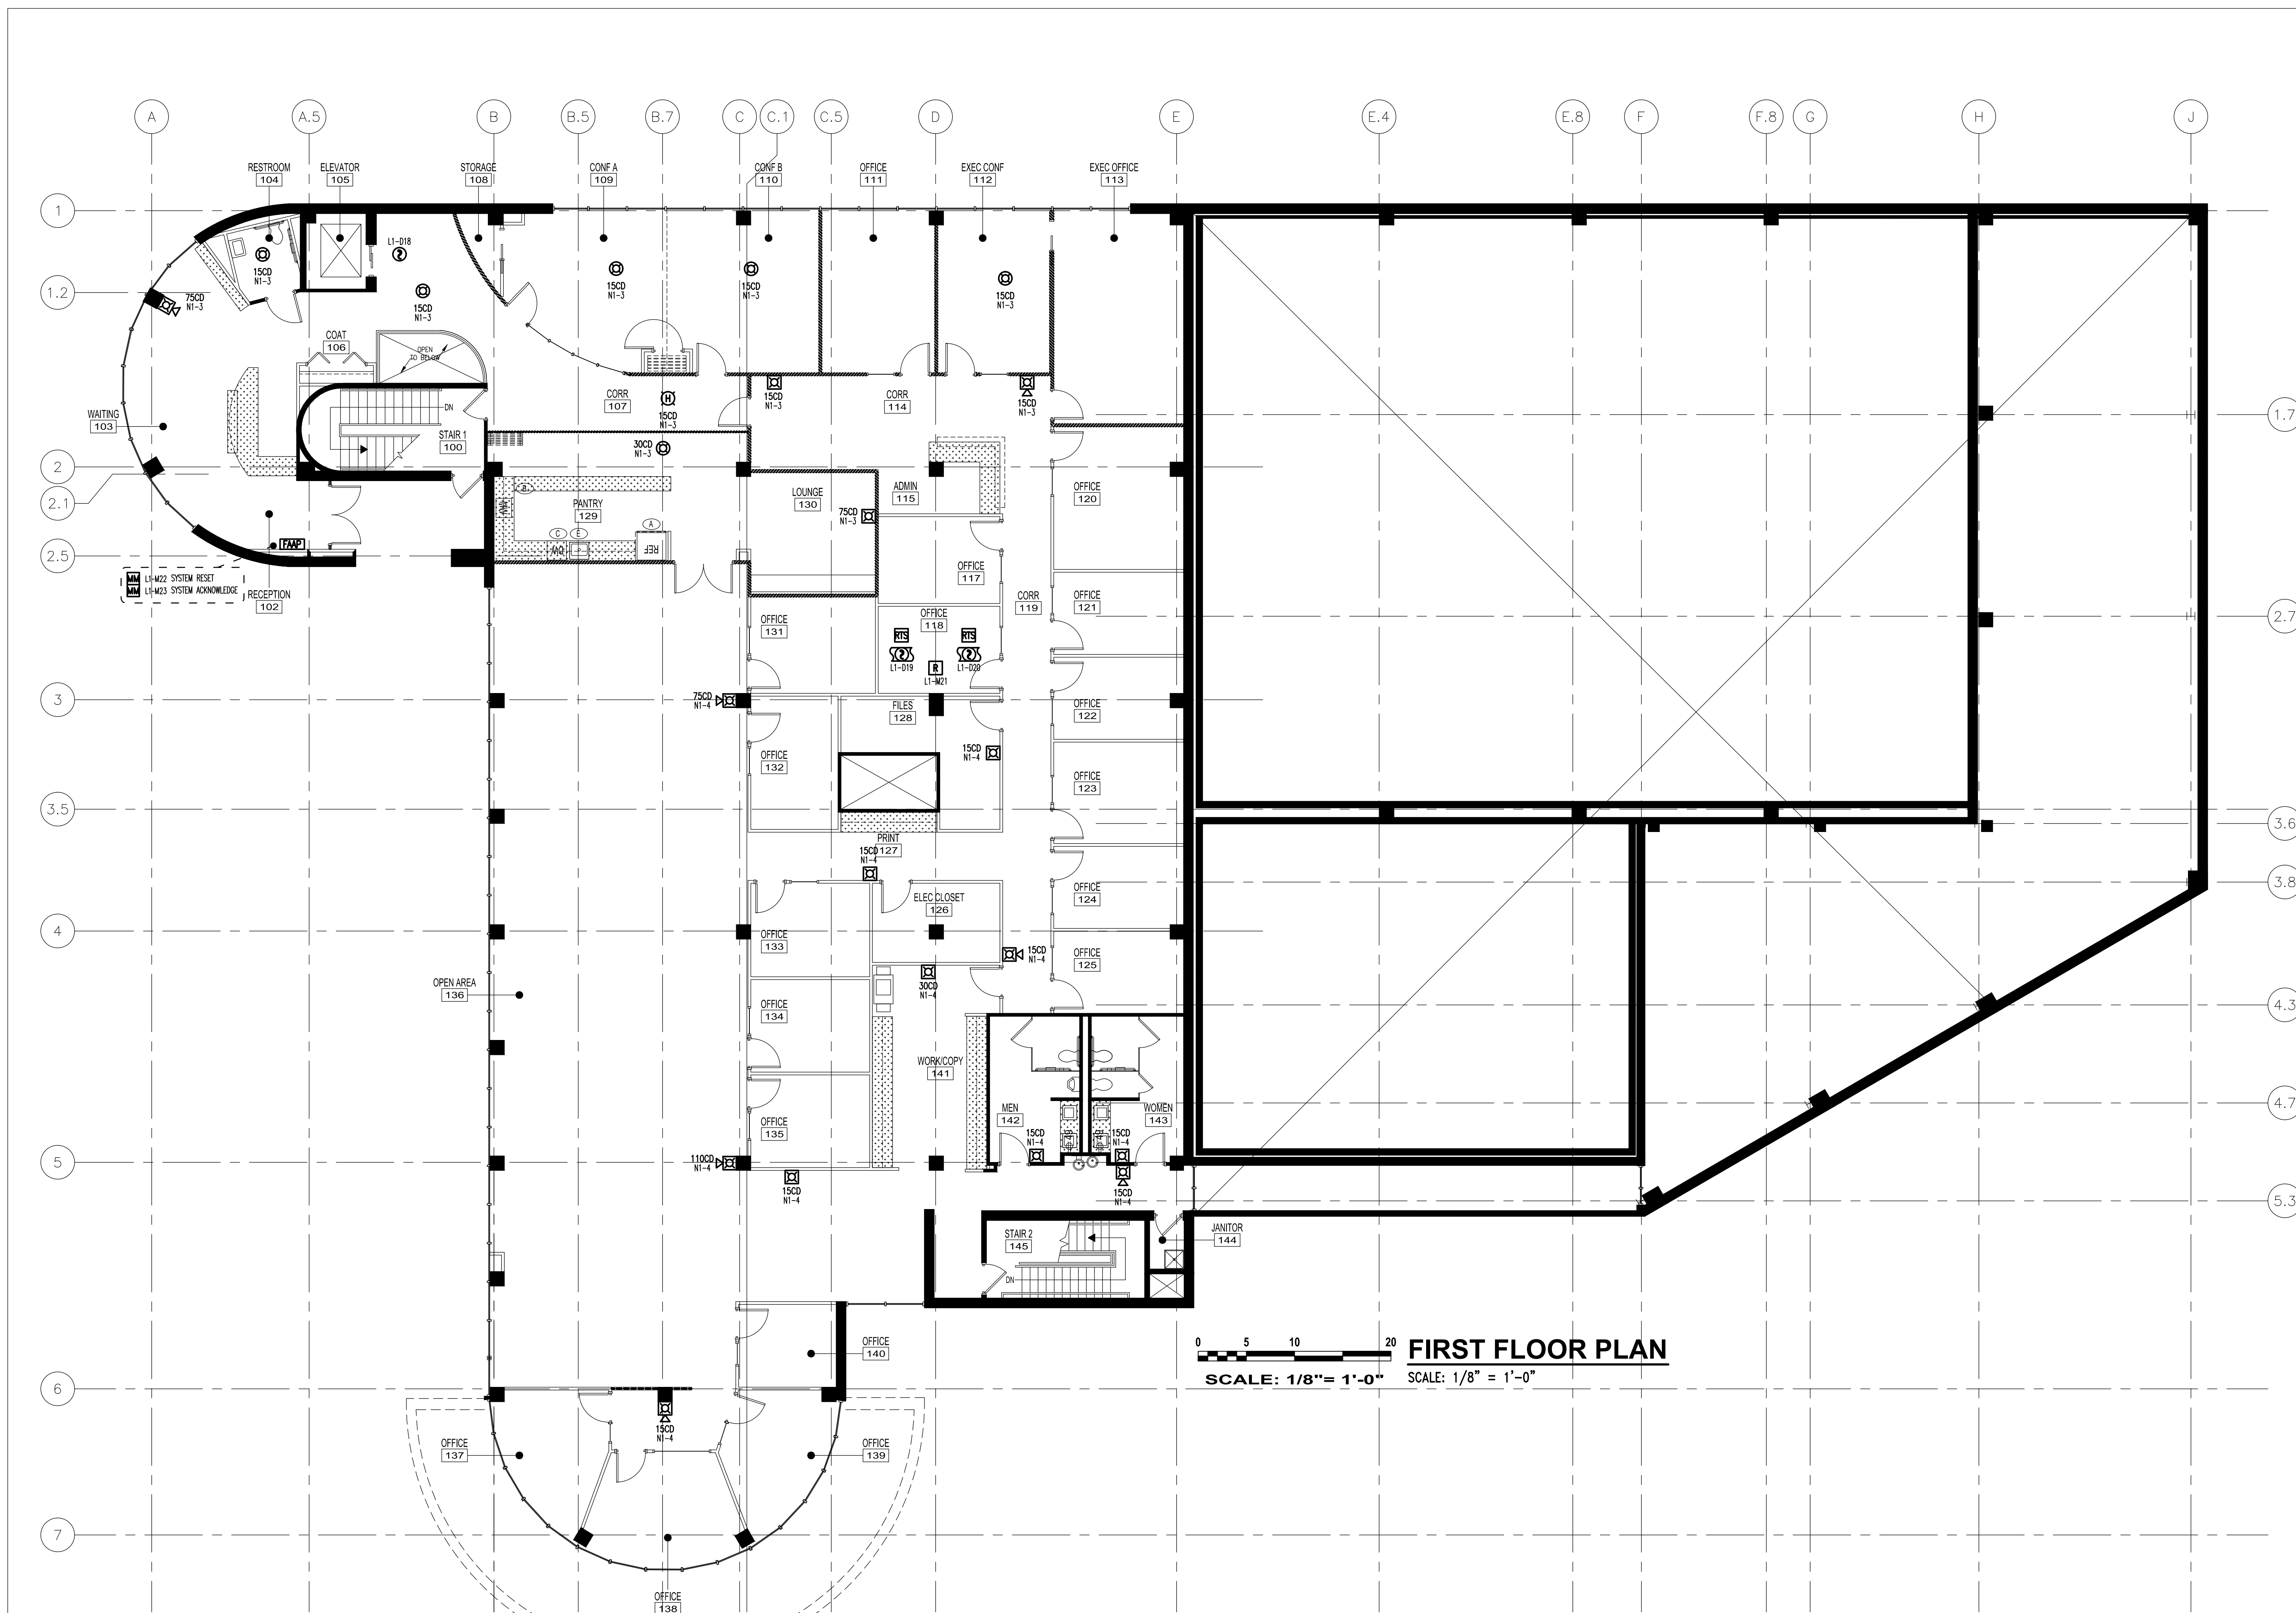 A
A.5
B
B.5
B.7
C
C.1
C.5
D
E
E.4
E.8
F
F.8
G
H
J
RESTROOM
104
ELEVATOR
105
STORAGE
108
CONF A
109
CONF B
110
OFFICE
111
EXEC CONF
112
EXEC OFFICE
113
1
L1-D18
15CD
N1-3
15CD
N1-3
15CD
N1-3
15CD
N1-3
15CD
N1-3
1.2
75CD
N1-3
COAT
106
OPEN
TO BELOW
CORR
107
H
15CD
N1-3
15CD
N1-3
CORR
114
15CD
N1-3
WAITING
103
DN
STAIR 1
100
30CD
N1-3
1.7
2
2.1
B
PANTRY
129
C
E
A
DW
REF
LOUNGE
130
75CD
N1-3
ADMIN
115
OFFICE
120
2.5
FAAP
MM L1-M22 SYSTEM RESET
MM L1-M23 SYSTEM ACKNOWLEDGE
RECEPTION
102
OFFICE
117
CORR
119
OFFICE
121
OFFICE
131
OFFICE
118
RTS
RTS
L1-D19
R
L1-M21
L1-D20
2.7
3
75CD
N1-4
FILES
128
OFFICE
122
OFFICE
132
15CD
N1-4
OFFICE
123
3.5
3.6
PRINT
127
15CD
N1-4
3.8
ELEC CLOSET
126
OFFICE
124
4
OFFICE
133
15CD
N1-4
OFFICE
125
OPEN AREA
136
30CD
N1-4
OFFICE
134
4.3
WORK/COPY
141
MEN
142
WOMEN
143
4.7
OFFICE
135
15CD
N1-4
15CD
N1-4
5
110CD
N1-4
15CD
N1-4
15CD
N1-4
5.3
STAIR 2
145
DN
JANITOR
144
OFFICE
140
0 5 10 20
SCALE: 1/8"= 1'-0"
FIRST FLOOR PLAN
SCALE: 1/8" = 1'-0"
6
15CD
N1-4
OFFICE
137
OFFICE
139
7
OFFICE
138